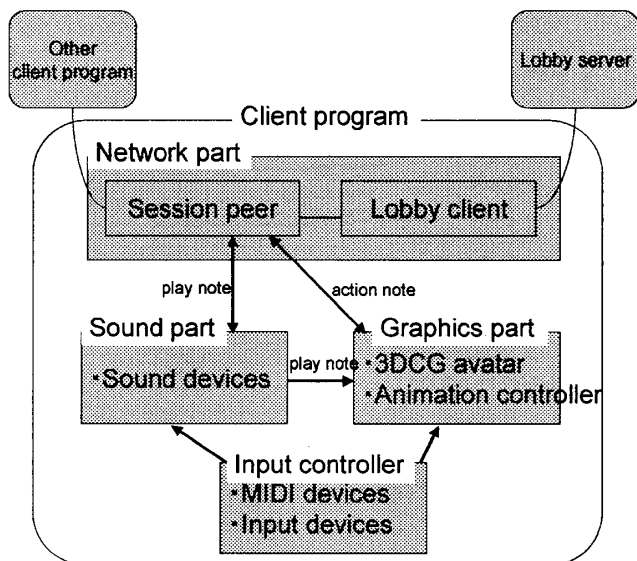 Other
client program
Lobby server
Client program
Network part
Session peer
Lobby client
play note
action note
Sound part
Graphics part
・Sound devices
play note
・3DCG avatar
・Animation controller
Input controller
・MIDI devices
・Input devices